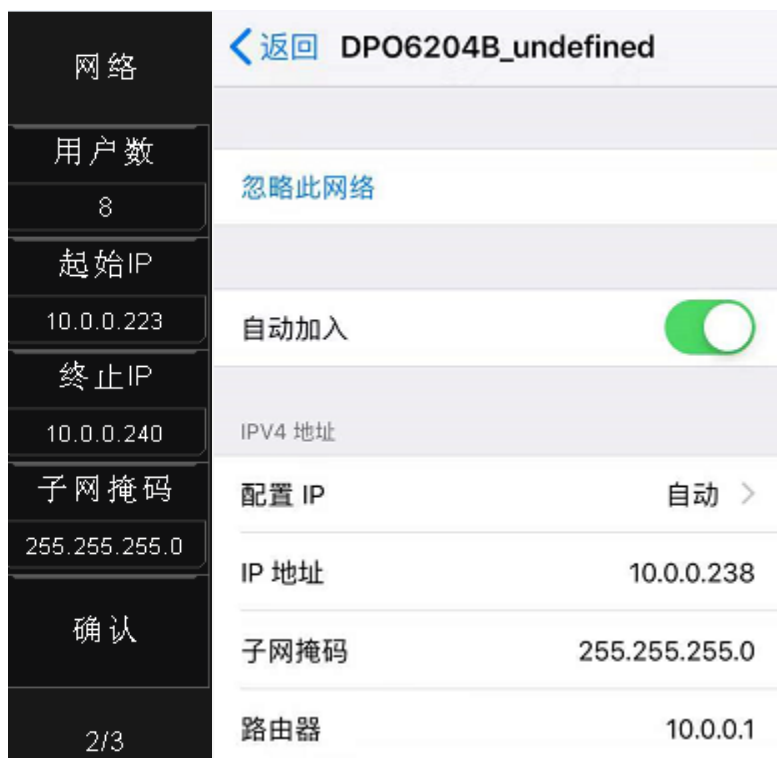 网络
用户数
8
起始IP
10.0.0.223
终止IP
10.0.0.240
子网掩码
255.255.255.0
确认
2/3
返回 DPO6204B_undefined
忽略此网络
自动加入
IPV4 地址
配置 IP 自动
IP 地址 10.0.0.238
子网掩码 255.255.255.0
路由器 10.0.0.1